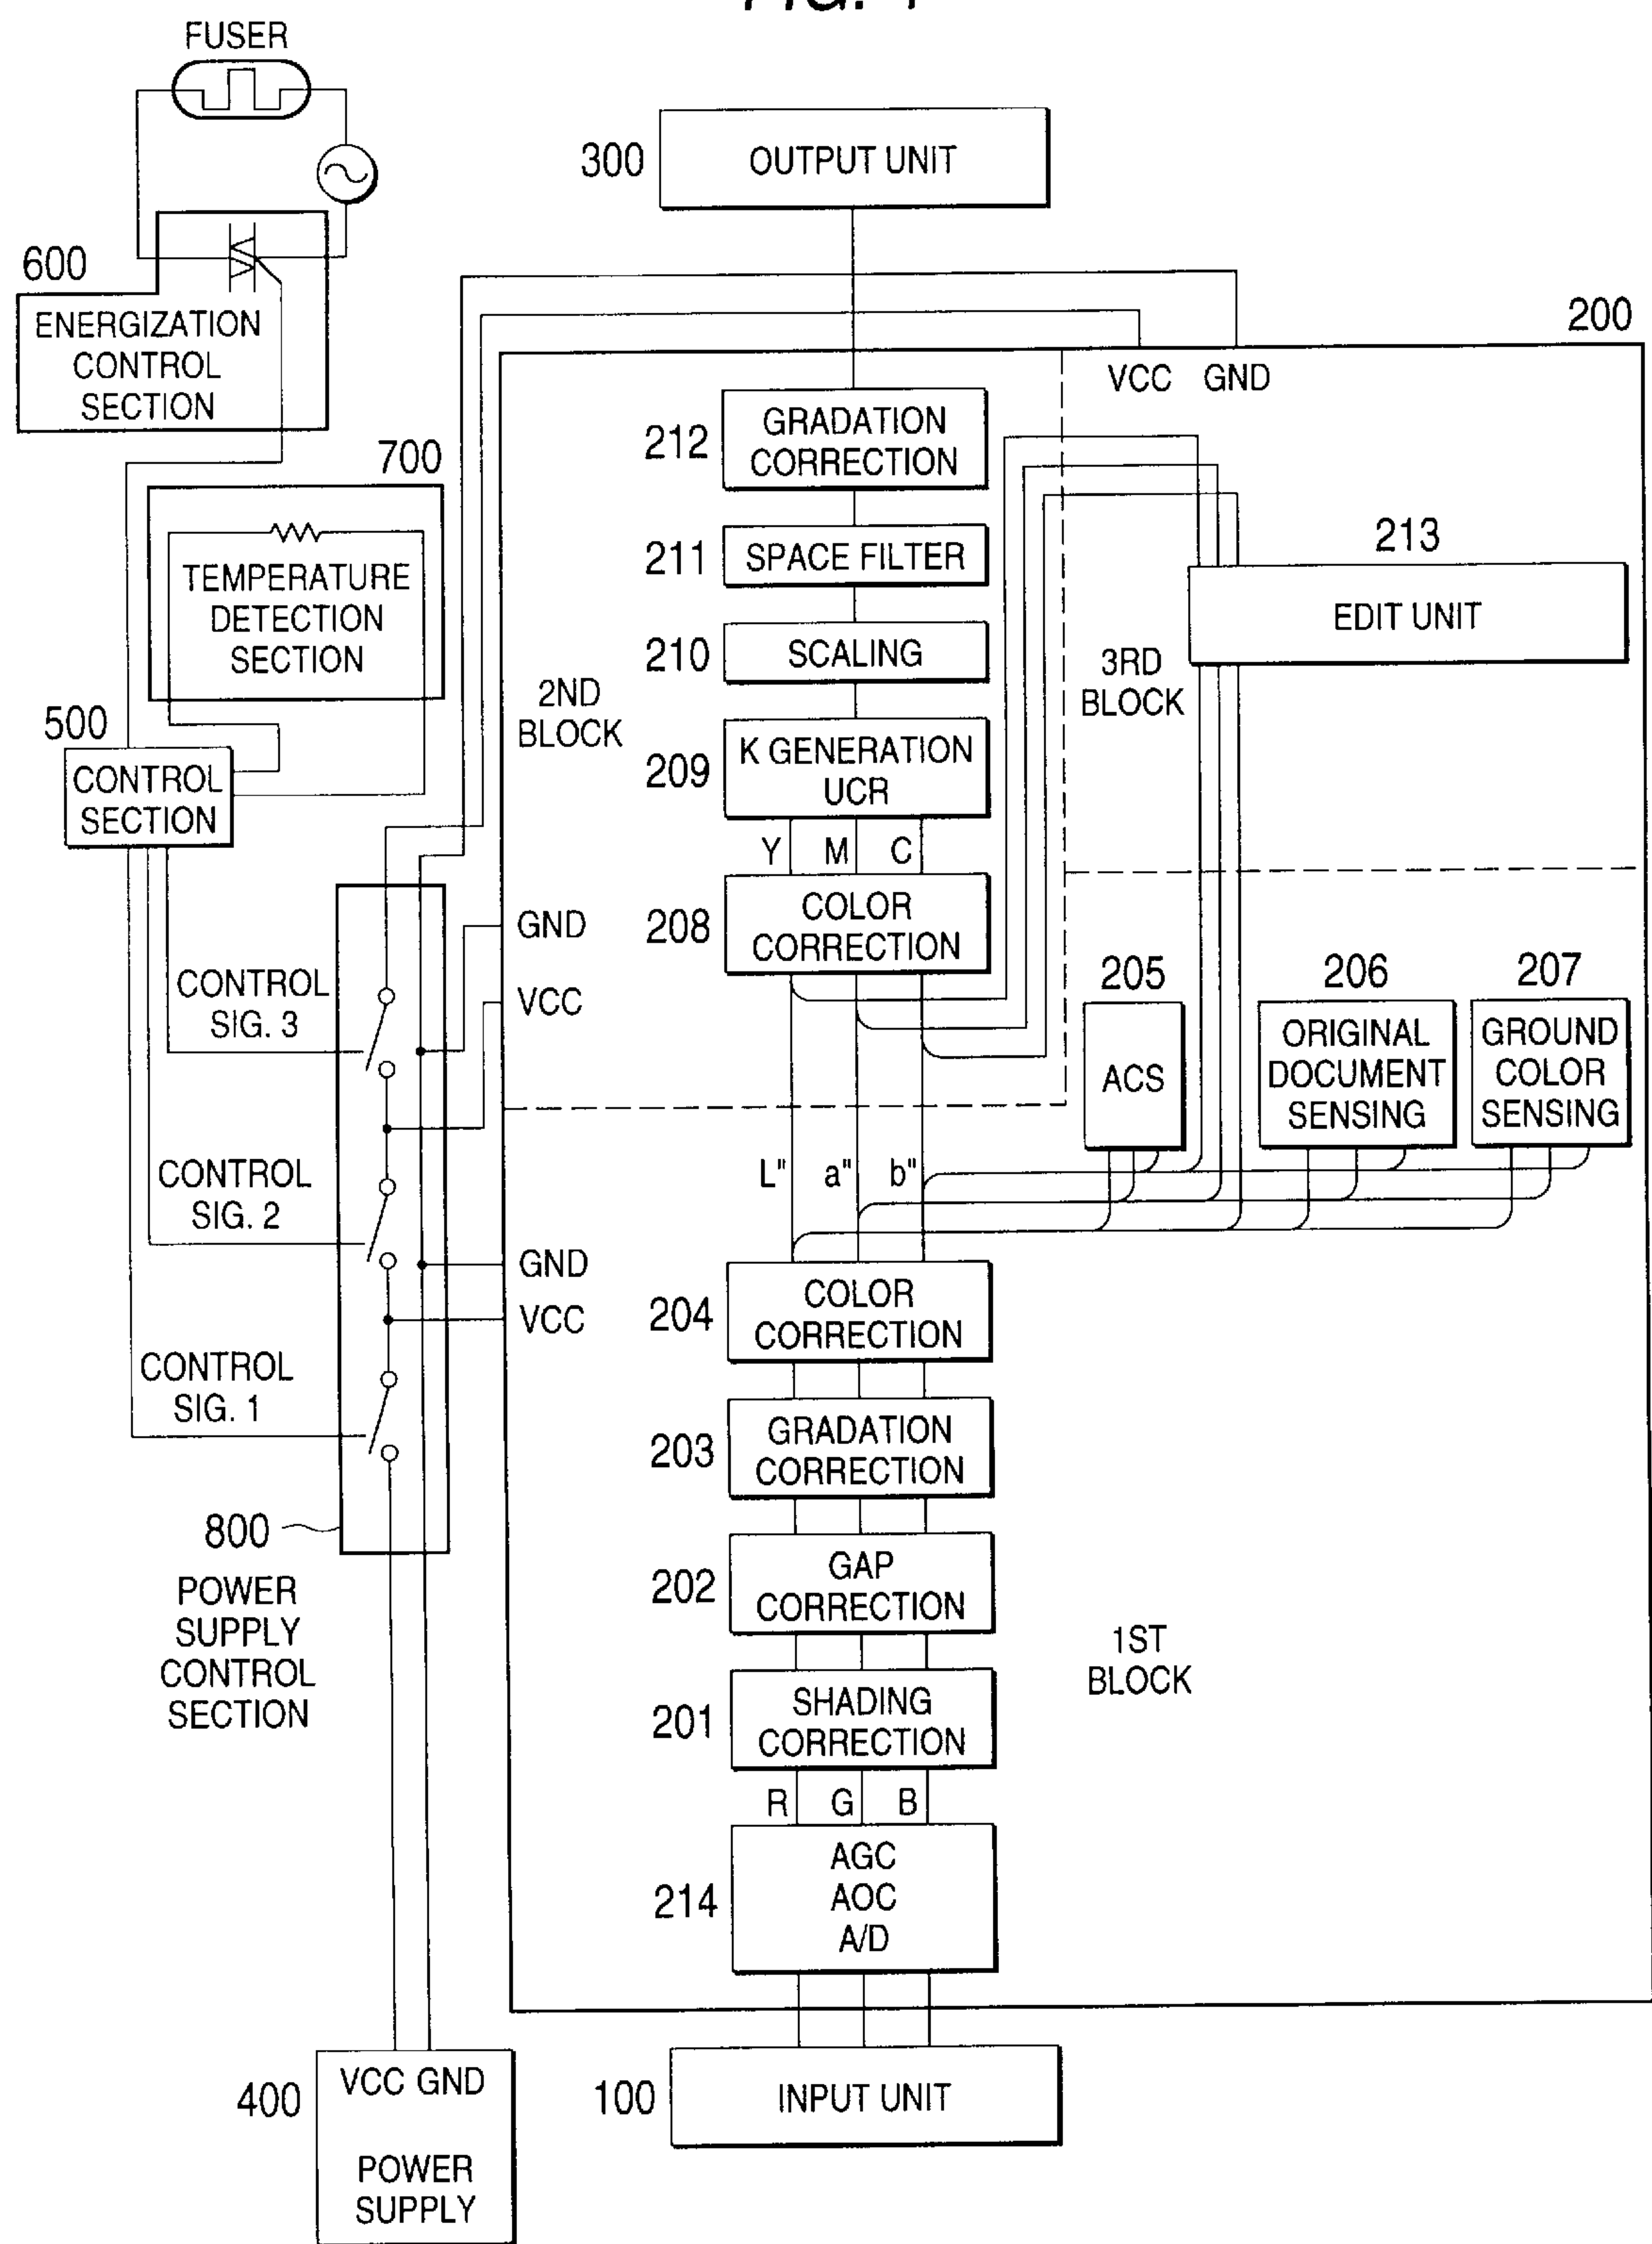 FUSER
300
OUTPUT UNIT
600
ENERGIZATION
CONTROL
SECTION
200
VCC GND
700
212
GRADATION
CORRECTION
TEMPERATURE
DETECTION
SECTION
211
SPACE FILTER
213
EDIT UNIT
210
SCALING
2ND
BLOCK
3RD
BLOCK
500
CONTROL
SECTION
209
K GENERATION
UCR
Y M C
208
COLOR
CORRECTION
GND
VCC
CONTROL
SIG. 3
205
ACS
206
ORIGINAL
DOCUMENT
SENSING
207
GROUND
COLOR
SENSING
L" a" b"
CONTROL
SIG. 2
GND
VCC
204
COLOR
CORRECTION
CONTROL
SIG. 1
203
GRADATION
CORRECTION
800
POWER
SUPPLY
CONTROL
SECTION
202
GAP
CORRECTION
1ST
BLOCK
201
SHADING
CORRECTION
R G B
214
AGC
AOC
A/D
400
VCC GND
POWER
SUPPLY
100
INPUT UNIT